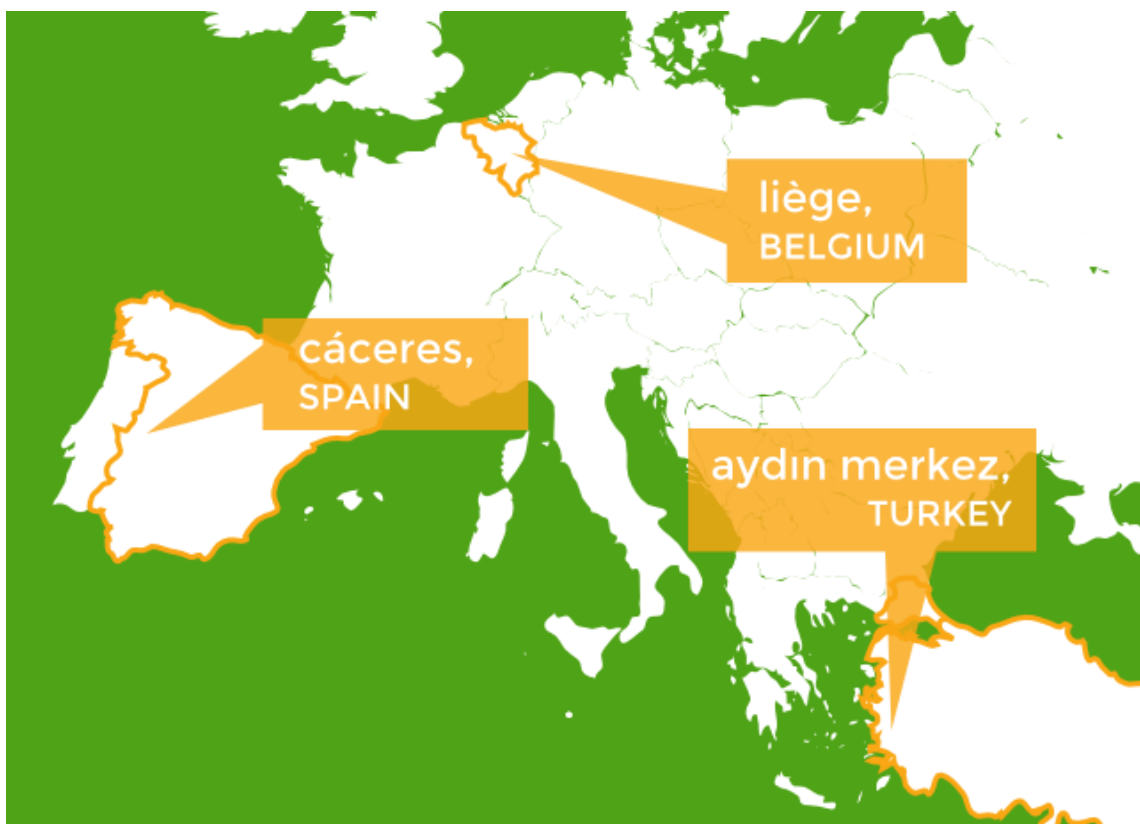 liège,
BELGIUM
cáceres,
SPAIN
aydın merkez,
TURKEY